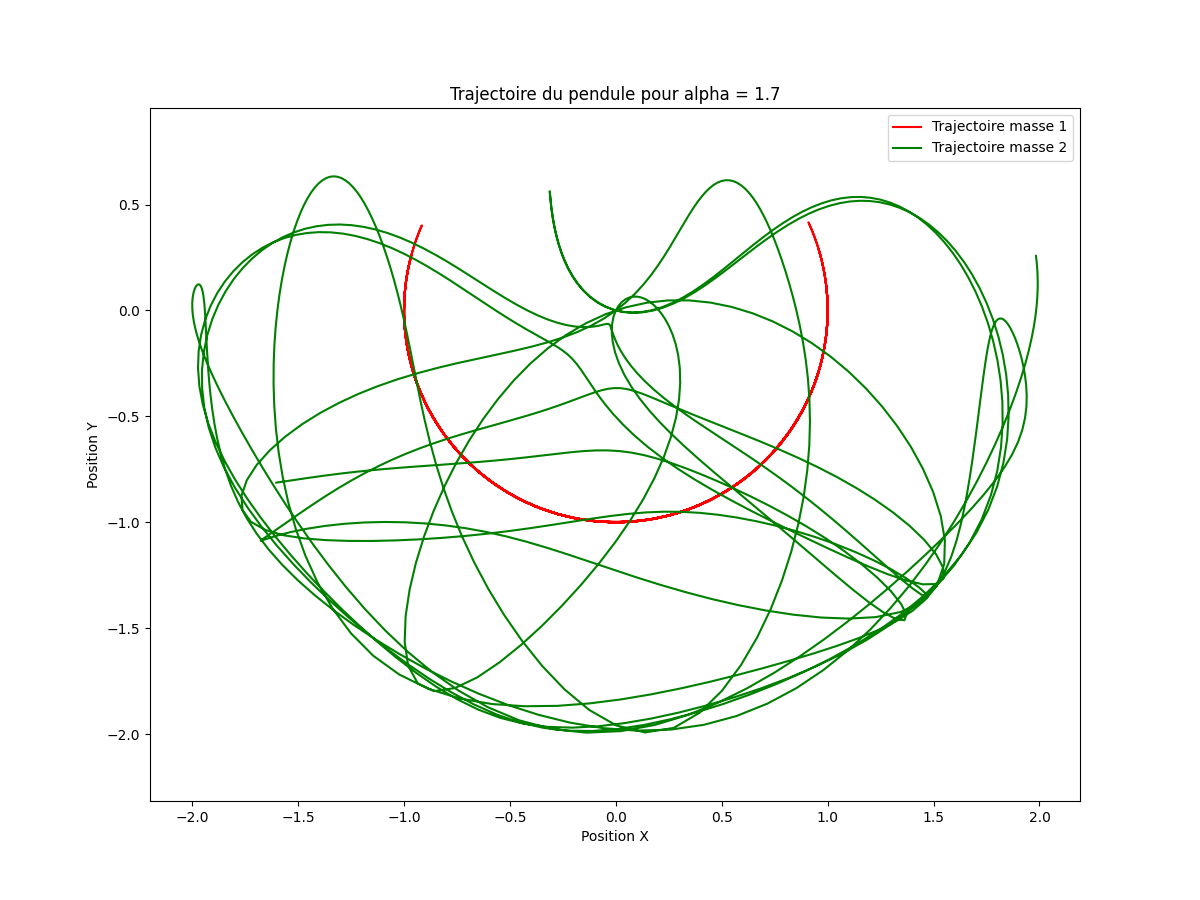 Trajectoire du pendule pour alpha = 1.7
Trajectoire masse 1
Trajectoire masse 2
Position Y
0.5
0.0
−0.5
−1.0
−1.5
−2.0
−2.0 −1.5 −1.0 −0.5 0.0 0.5 1.0 1.5 2.0
Position X